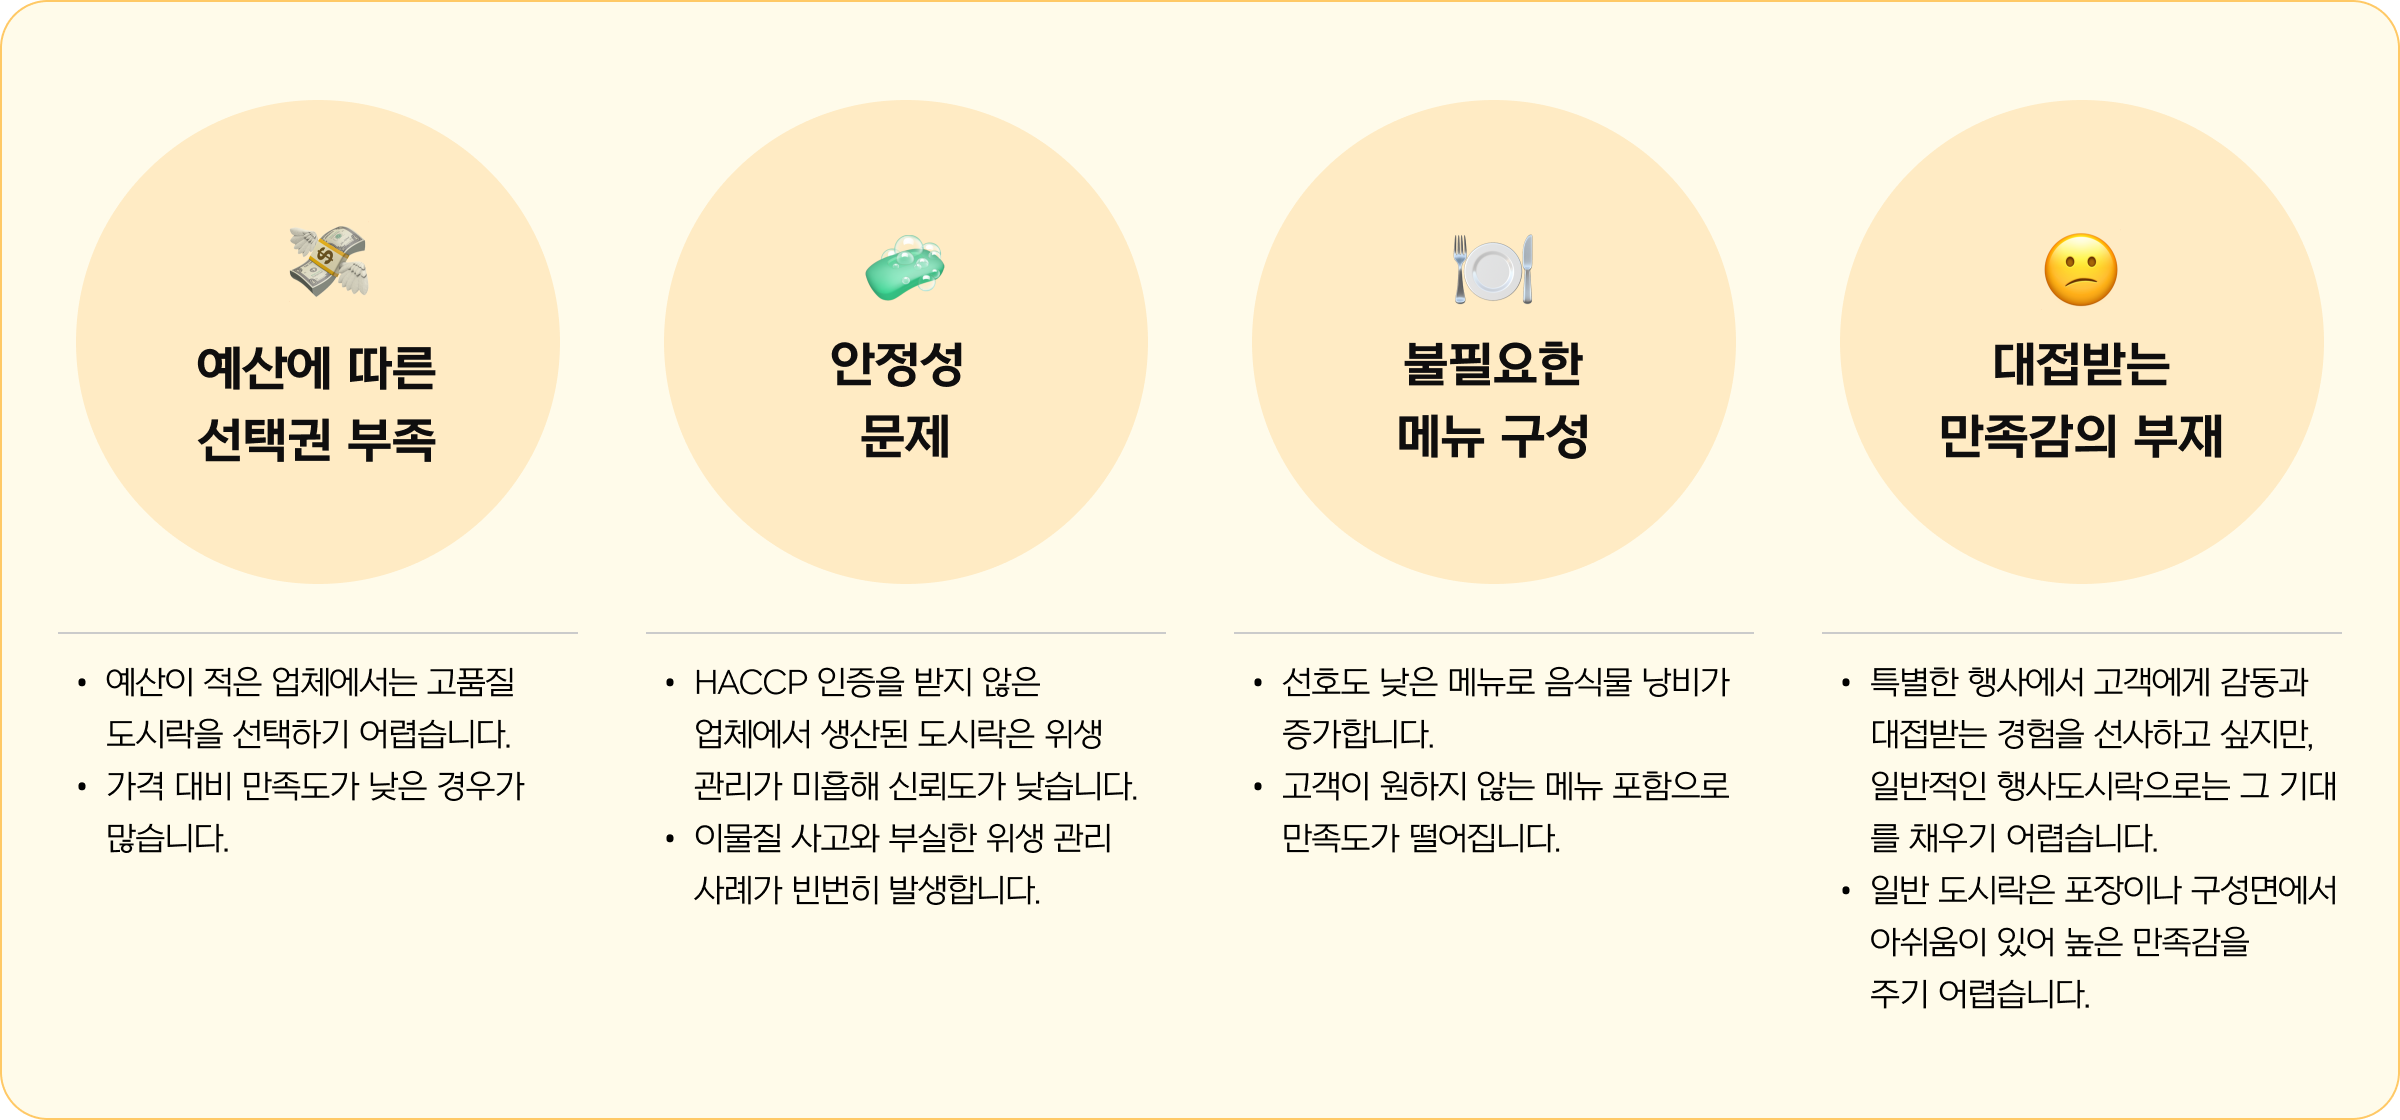 예산에 따른
선택권 부족
안정성
문제
불필요한
메뉴 구성
대접받는
만족감의 부재
• 예산이 적은 업체에서는 고품질
도시락을 선택하기 어렵습니다.
• 가격 대비 만족도가 낮은 경우가
많습니다.
• HACCP 인증을 받지 않은
업체에서 생산된 도시락은 위생
관리가 미흡해 신뢰도가 낮습니다.
• 이물질 사고와 부실한 위생 관리
사례가 빈번히 발생합니다.
• 선호도 낮은 메뉴로 음식물 낭비가
증가합니다.
• 고객이 원하지 않는 메뉴 포함으로
만족도가 떨어집니다.
• 특별한 행사에서 고객에게 감동과
대접받는 경험을 선사하고 싶지만,
일반적인 행사도시락으로는 그 기대
를 채우기 어렵습니다.
• 일반 도시락은 포장이나 구성면에서
아쉬움이 있어 높은 만족감을
주기 어렵습니다.